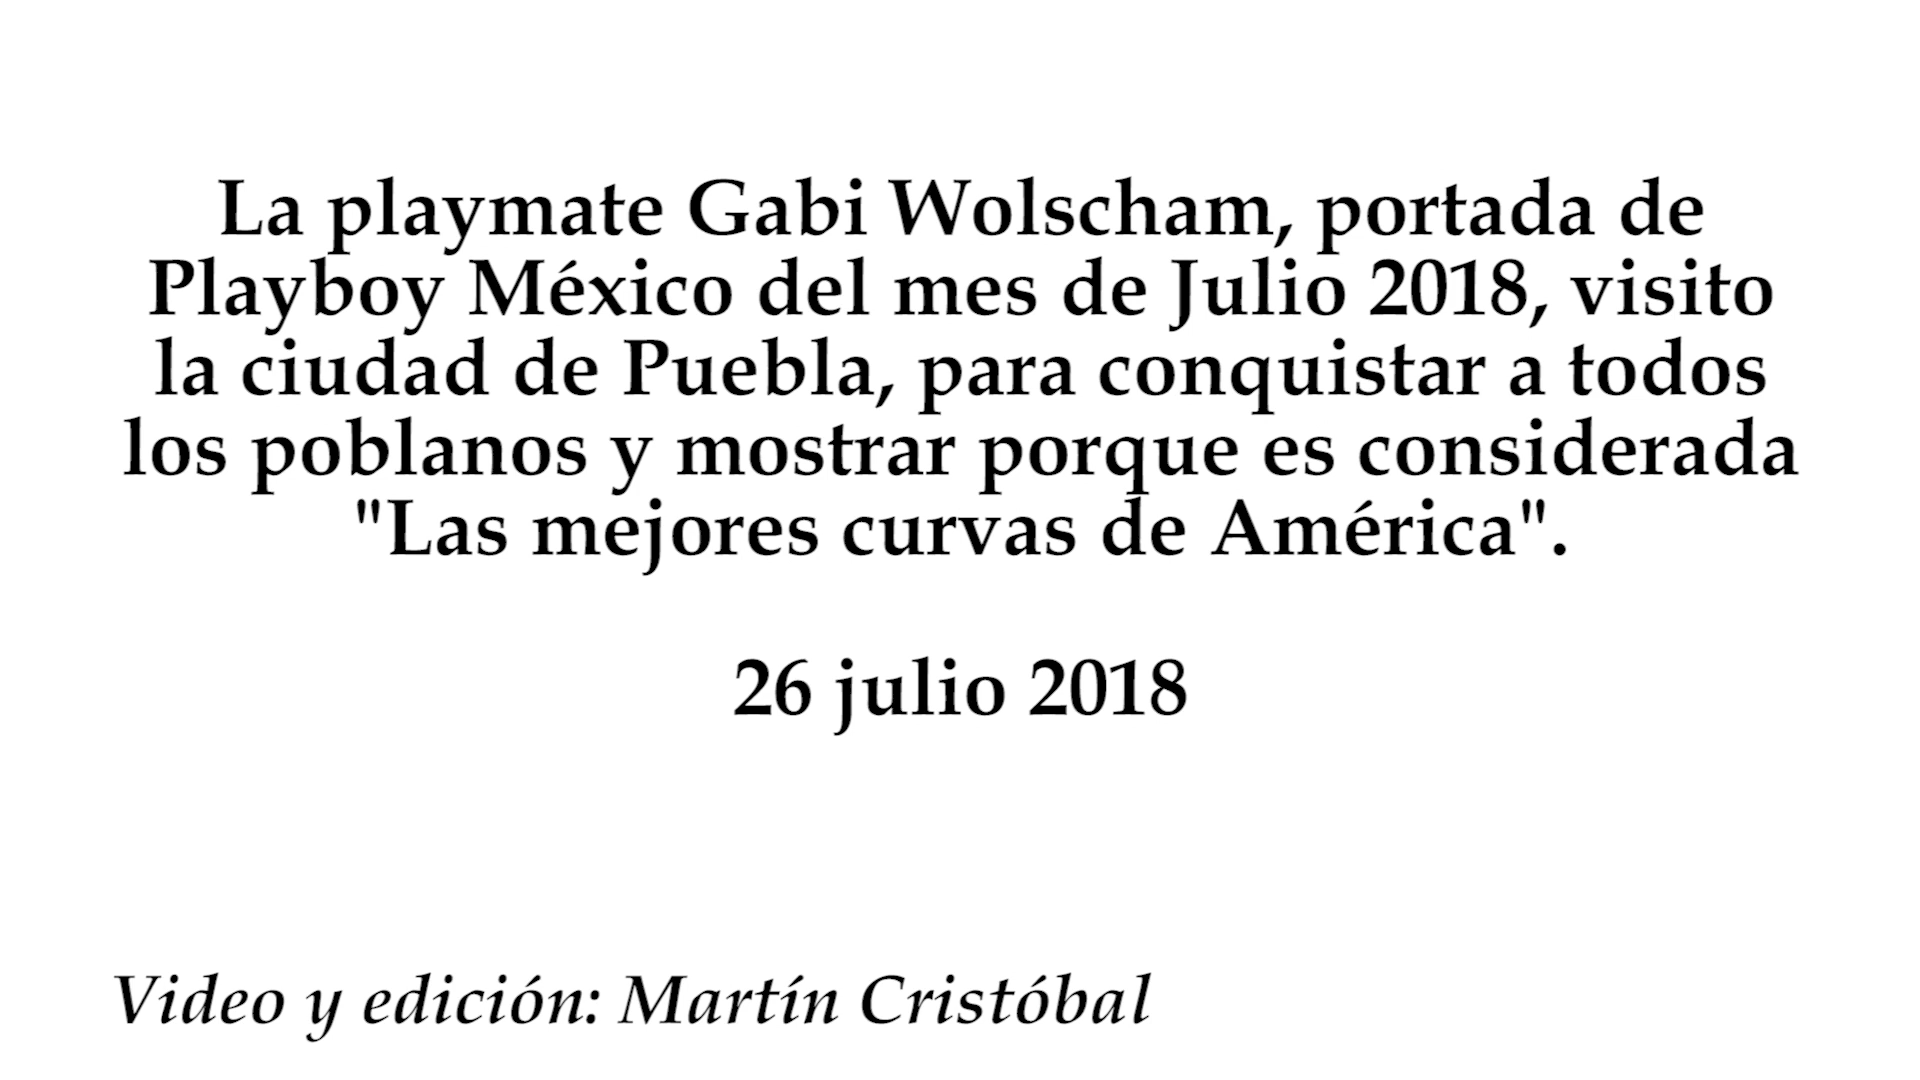 La playmate Gabi Wolscham, portada de
Playboy México del mes de Julio 2018, visito
la ciudad de Puebla, para conquistar a todos
los poblanos y mostrar porque es considerada
"Las mejores curvas de América".
26 julio 2018
Video y edición: Martín Cristóbal